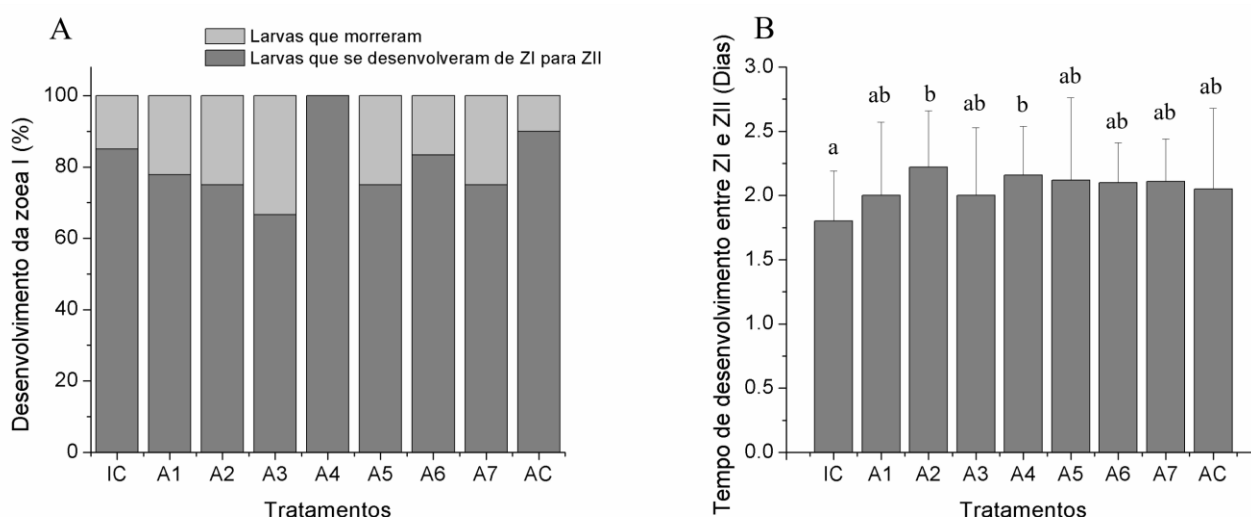 A
Larvas que morreram
Larvas que se desenvolveram de ZI para ZII
Desenvolvimento da zoea I (%)
100
80
60
40
20
0
IC A1 A2 A3 A4 A5 A6 A7 AC
Tratamentos
B
Tempo de desenvolvimento entre ZI e ZII (Dias)
3.0
2.5
2.0
1.5
1.0
0.5
0.0
a ab b ab b ab ab ab ab
IC A1 A2 A3 A4 A5 A6 A7 AC
Tratamentos